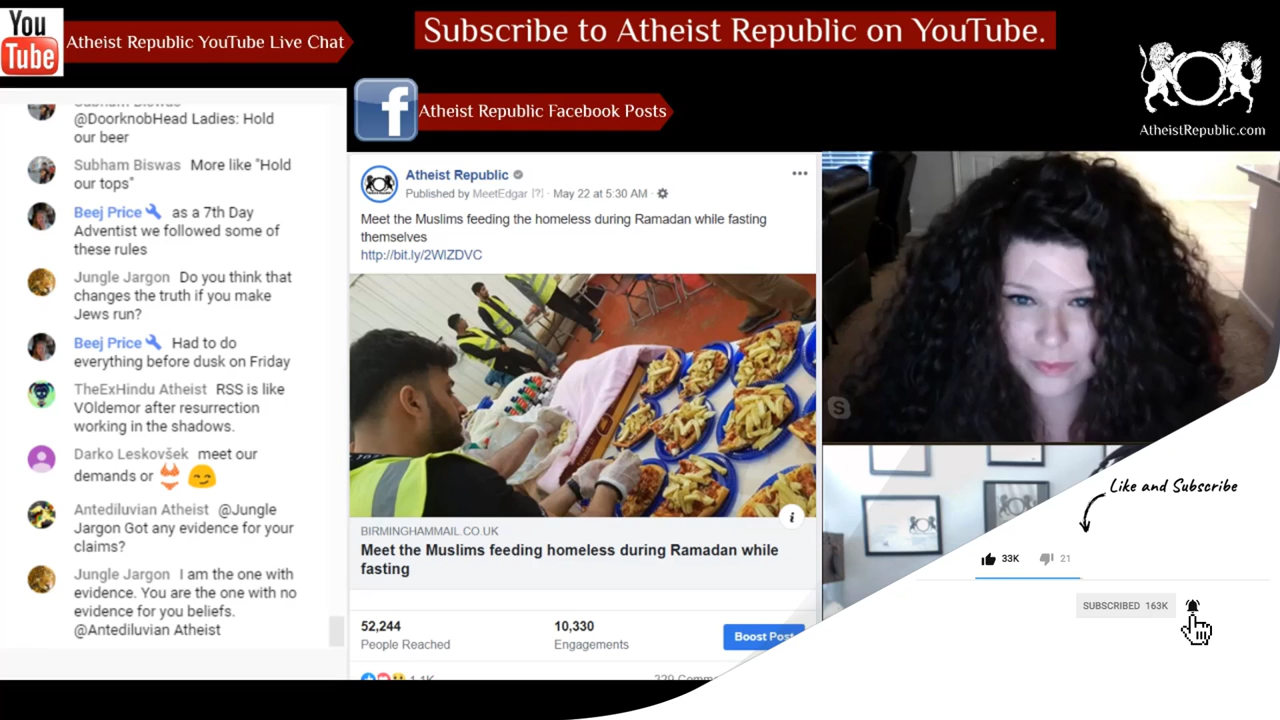 You
Tube
Atheist Republic YouTube Live Chat
Subscribe to Atheist Republic on YouTube.
AtheistRepublic.com
Atheist Republic Facebook Posts
Subham Biswas
@DoorknobHead Ladies: Hold
our beer
Subham Biswas More like "Hold
our tops"
Beej Price as a 7th Day
Adventist we followed some of
these rules
Jungle Jargon Do you think that
changes the truth if you make
Jews run?
Beej Price Had to do
everything before dusk on Friday
TheExHindu Atheist RSS is like
VOldemor after resurrection
working in the shadows.
Darko Leskovšek meet our
demands or
Antediluvian Atheist @Jungle
Jargon Got any evidence for your
claims?
Jungle Jargon I am the one with
evidence. You are the one with no
evidence for you beliefs.
@Antediluvian Atheist
Atheist Republic
Published by MeetEdgar [?] · May 22 at 5:30 AM ·
Meet the Muslims feeding the homeless during Ramadan while fasting
themselves
http://bit.ly/2WlZDVC
BIRMINGHAMMAIL.CO.UK
Meet the Muslims feeding homeless during Ramadan while
fasting
52,244
People Reached
10,330
Engagements
Boost Post
1.1K
329 Comm
Like and Subscribe
33K
21
SUBSCRIBED 163K